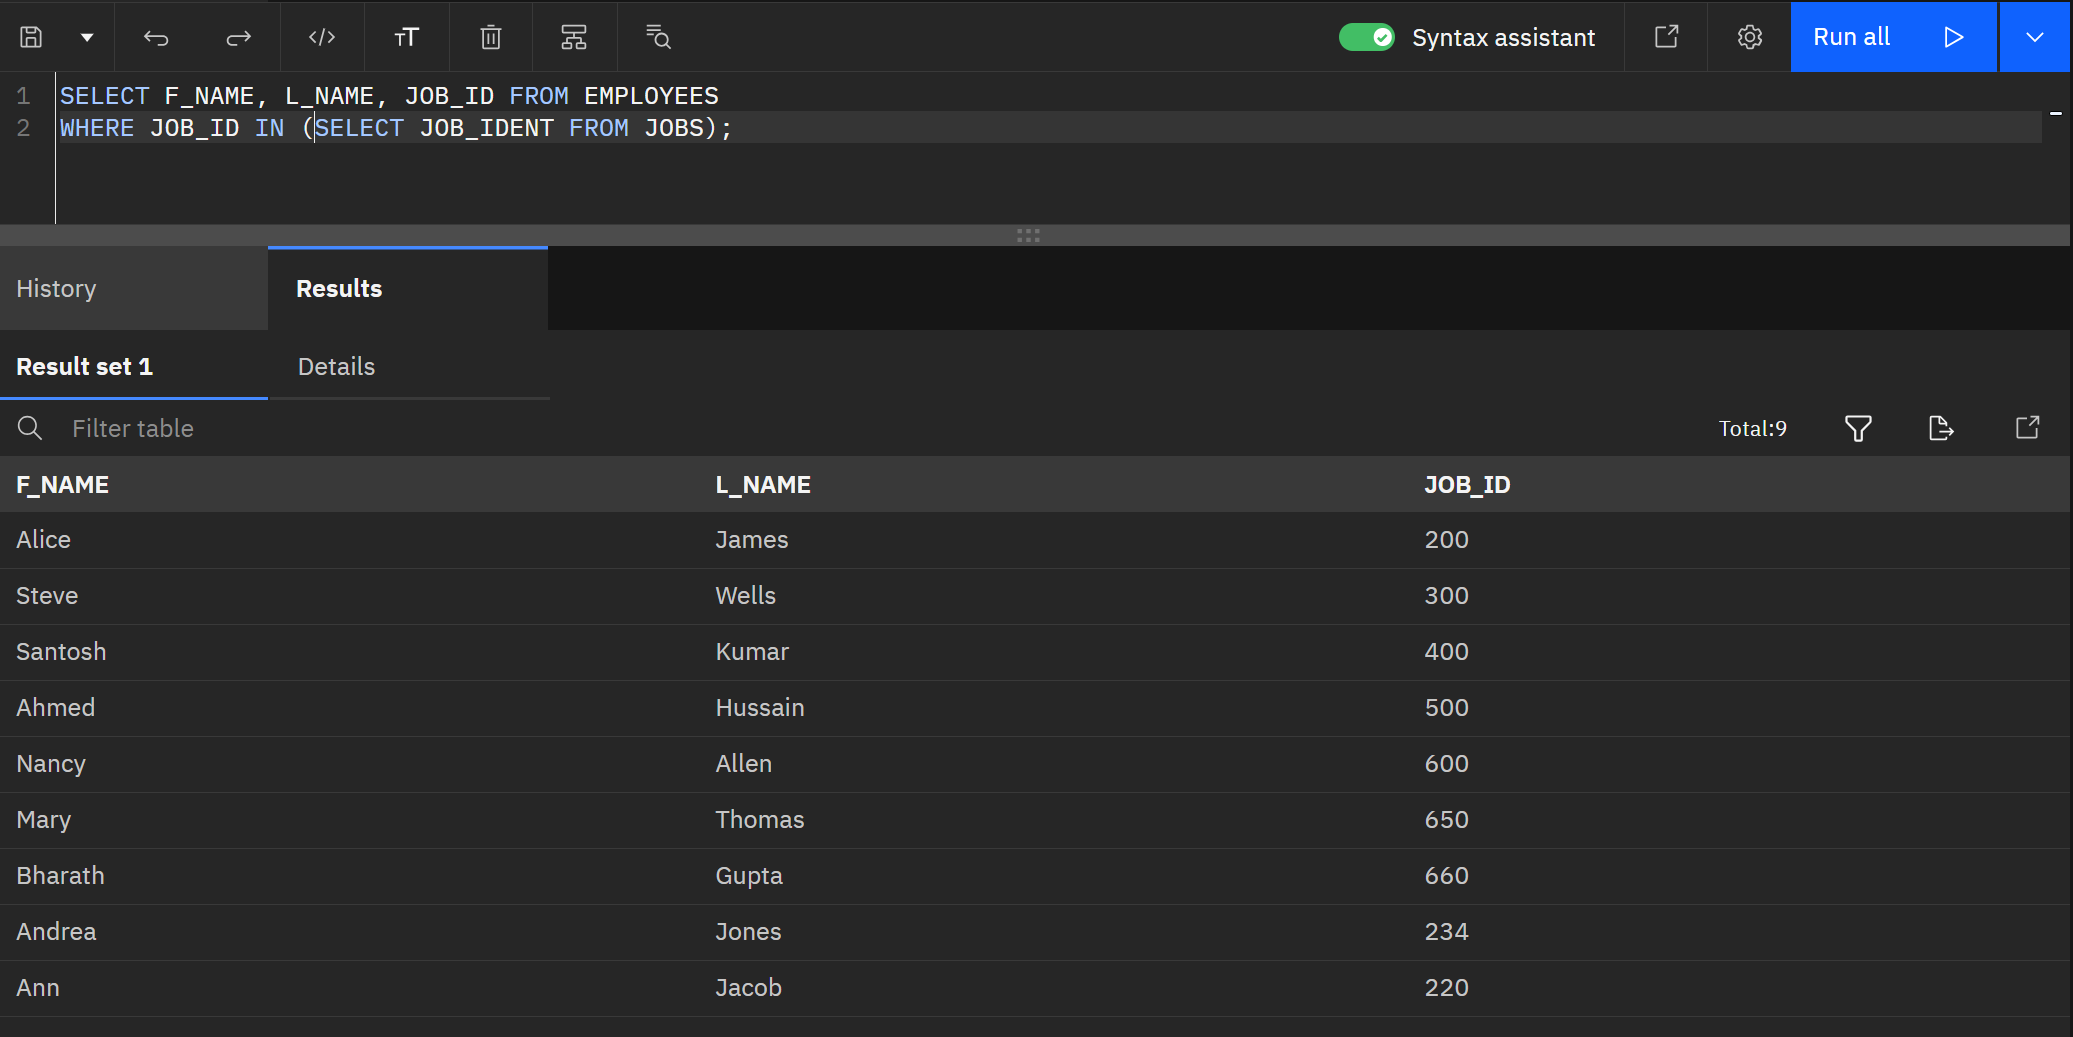 Syntax assistant Run all
1 SELECT F_NAME, L_NAME, JOB_ID FROM EMPLOYEES
2 WHERE JOB_ID IN (SELECT JOB_IDENT FROM JOBS);
History Results
Result set 1 Details
Filter table Total:9
F_NAME L_NAME JOB_ID
Alice James 200
Steve Wells 300
Santosh Kumar 400
Ahmed Hussain 500
Nancy Allen 600
Mary Thomas 650
Bharath Gupta 660
Andrea Jones 234
Ann Jacob 220